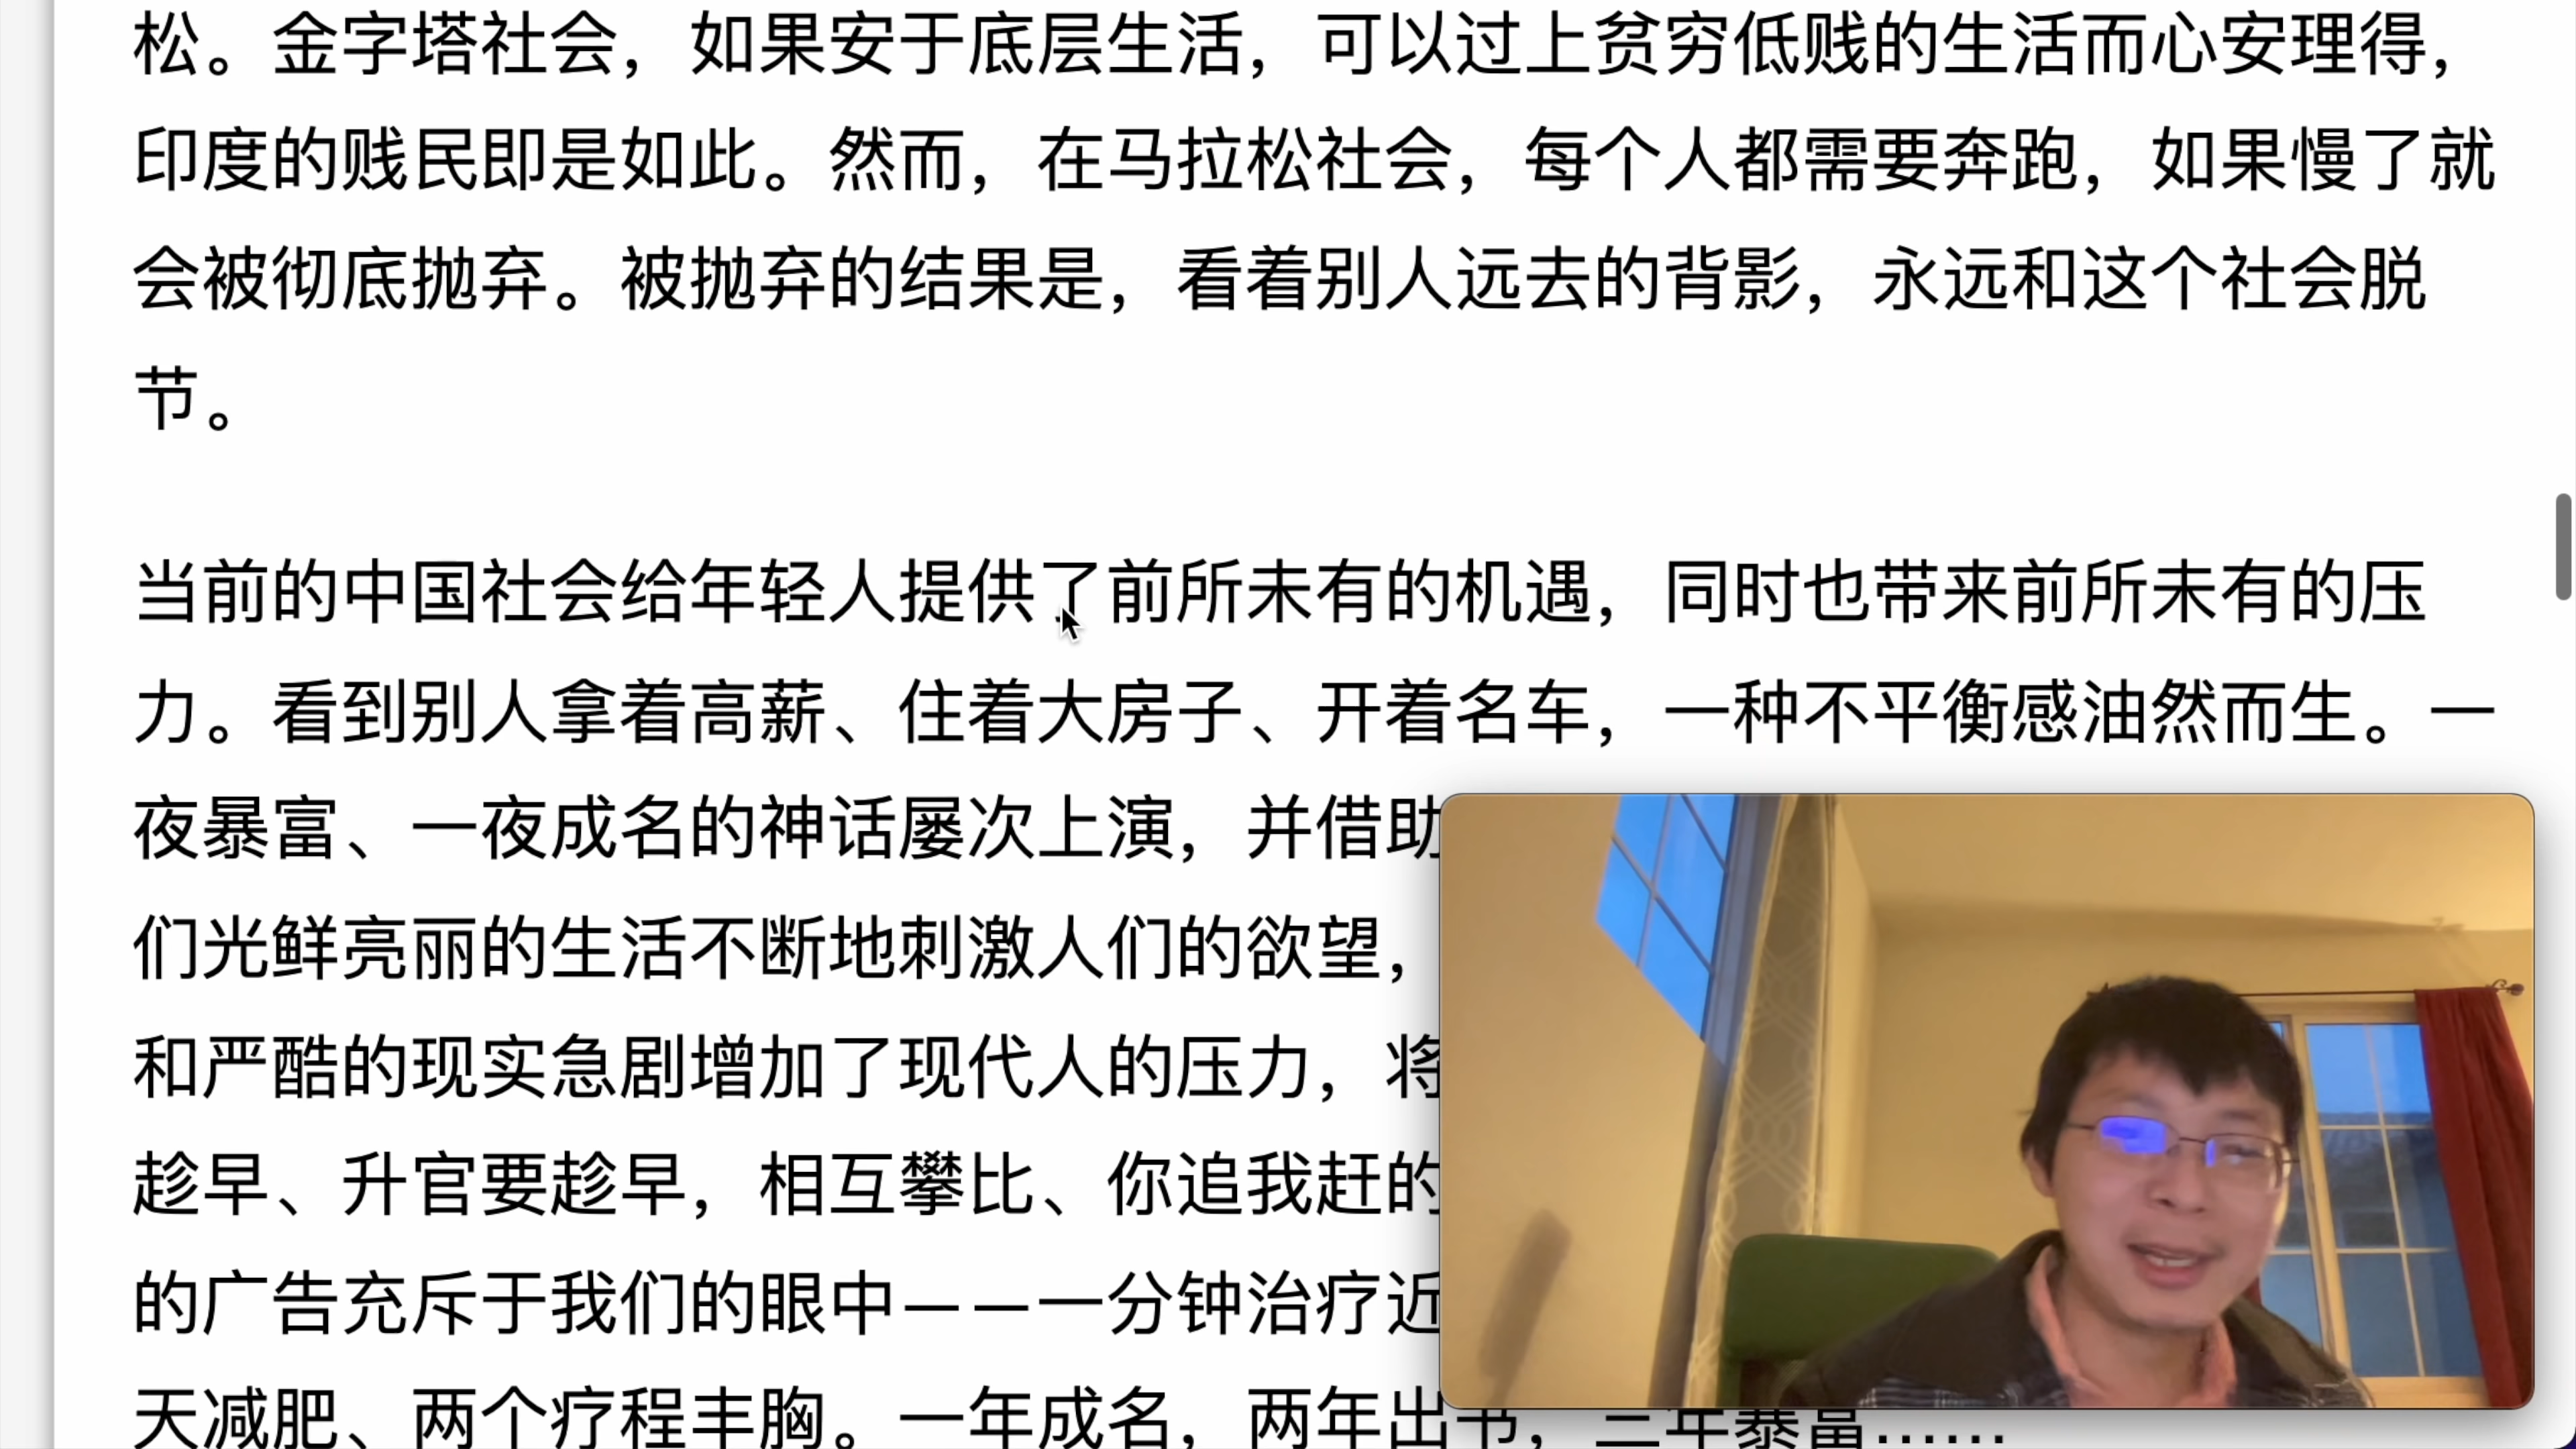 松。金字塔社会，如果安于底层生活，可以过上贫穷低贱的生活而心安理得，
印度的贱民即是如此。然而，在马拉松社会，每个人都需要奔跑，如果慢了就
会被彻底抛弃。被抛弃的结果是，看着别人远去的背影，永远和这个社会脱
节。
当前的中国社会给年轻人提供了前所未有的机遇，同时也带来前所未有的压
力。看到别人拿着高薪、住着大房子、开着名车，一种不平衡感油然而生。一
夜暴富、一夜成名的神话屡次上演，并借助
们光鲜亮丽的生活不断地刺激人们的欲望，
和严酷的现实急剧增加了现代人的压力，将
趁早、升官要趁早，相互攀比、你追我赶的
的广告充斥于我们的眼中——一分钟治疗近
天减肥、两个疗程丰胸。一年成名，两年出书，三年暴富……